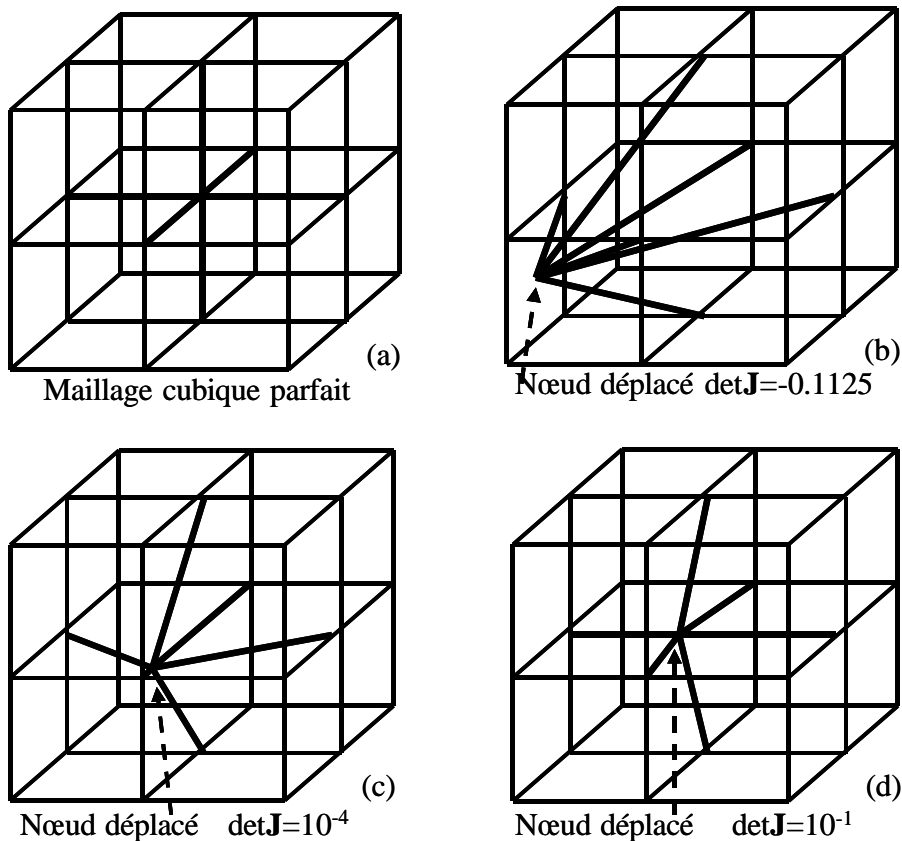 (a)
Maillage cubique parfait
(b)
Nœud déplacé detJ=-0.1125
(c)
Nœud déplacé detJ=10⁻⁴
(d)
Nœud déplacé detJ=10⁻¹